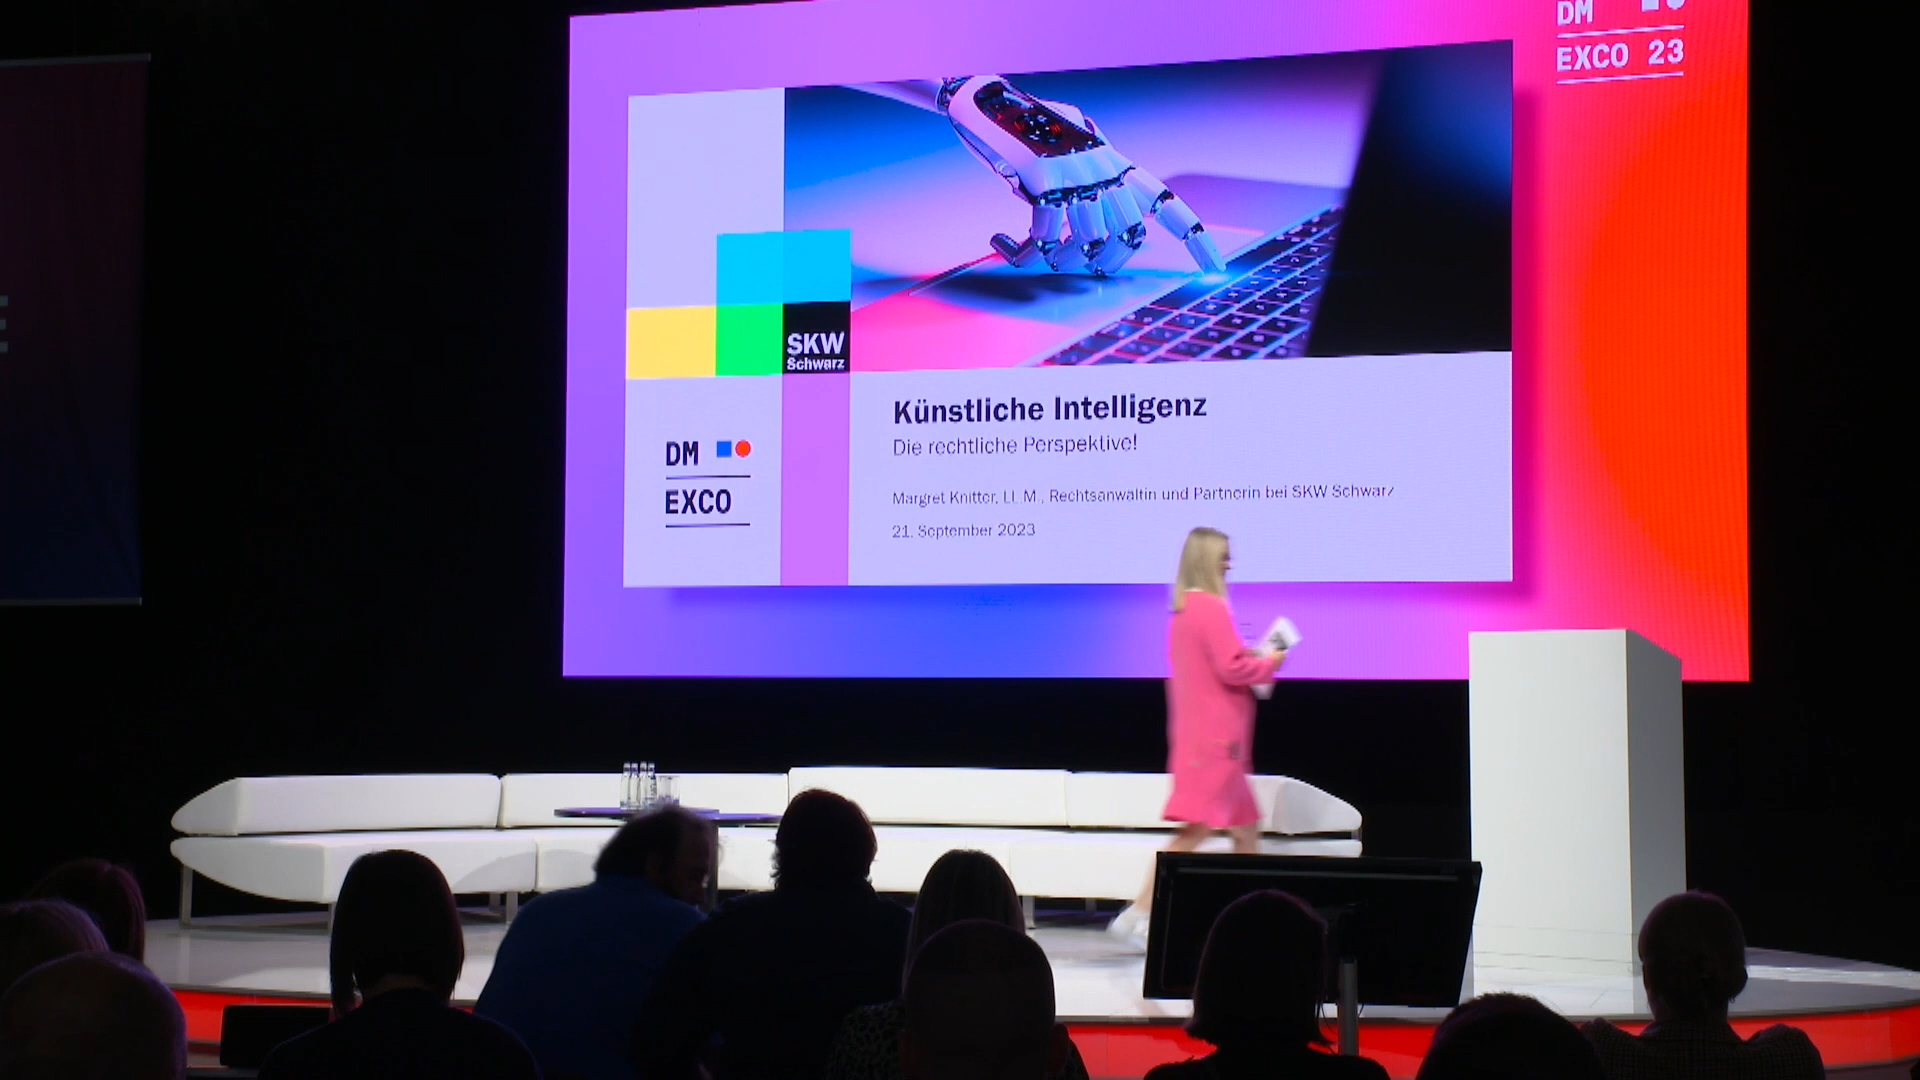 DM
EXCO 23
SKW
Schwarz
DM
EXCO
Künstliche Intelligenz
Die rechtliche Perspektive!
Margret Knitter, LL.M., Rechtsanwältin und Partnerin bei SKW Schwarz
21. September 2023